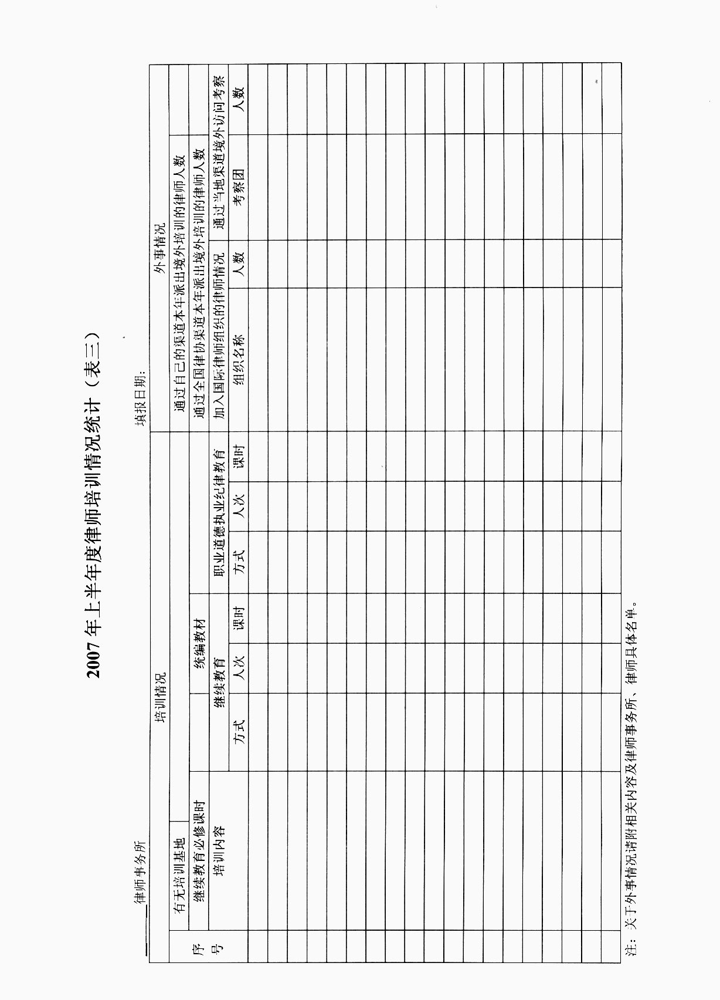 2007 年上半年度律师培训情况统计（表三）
律师事务所 填报日期：
培训情况 外事情况
序号 有无培训基地 通过自己的渠道本年派出境外培训的律师人数
继续教育必修课时 统编教材 通过全国律协渠道本年派出境外培训的律师人数
培训内容 继续教育 职业道德执业纪律教育 加入国际律师组织的律师情况 通过当地渠道境外访问考察
方式 人次 课时 方式 人次 课时 组织名称 人数 考察团 人数
注：关于外事情况请附相关内容及律师事务所、律师具体名单。